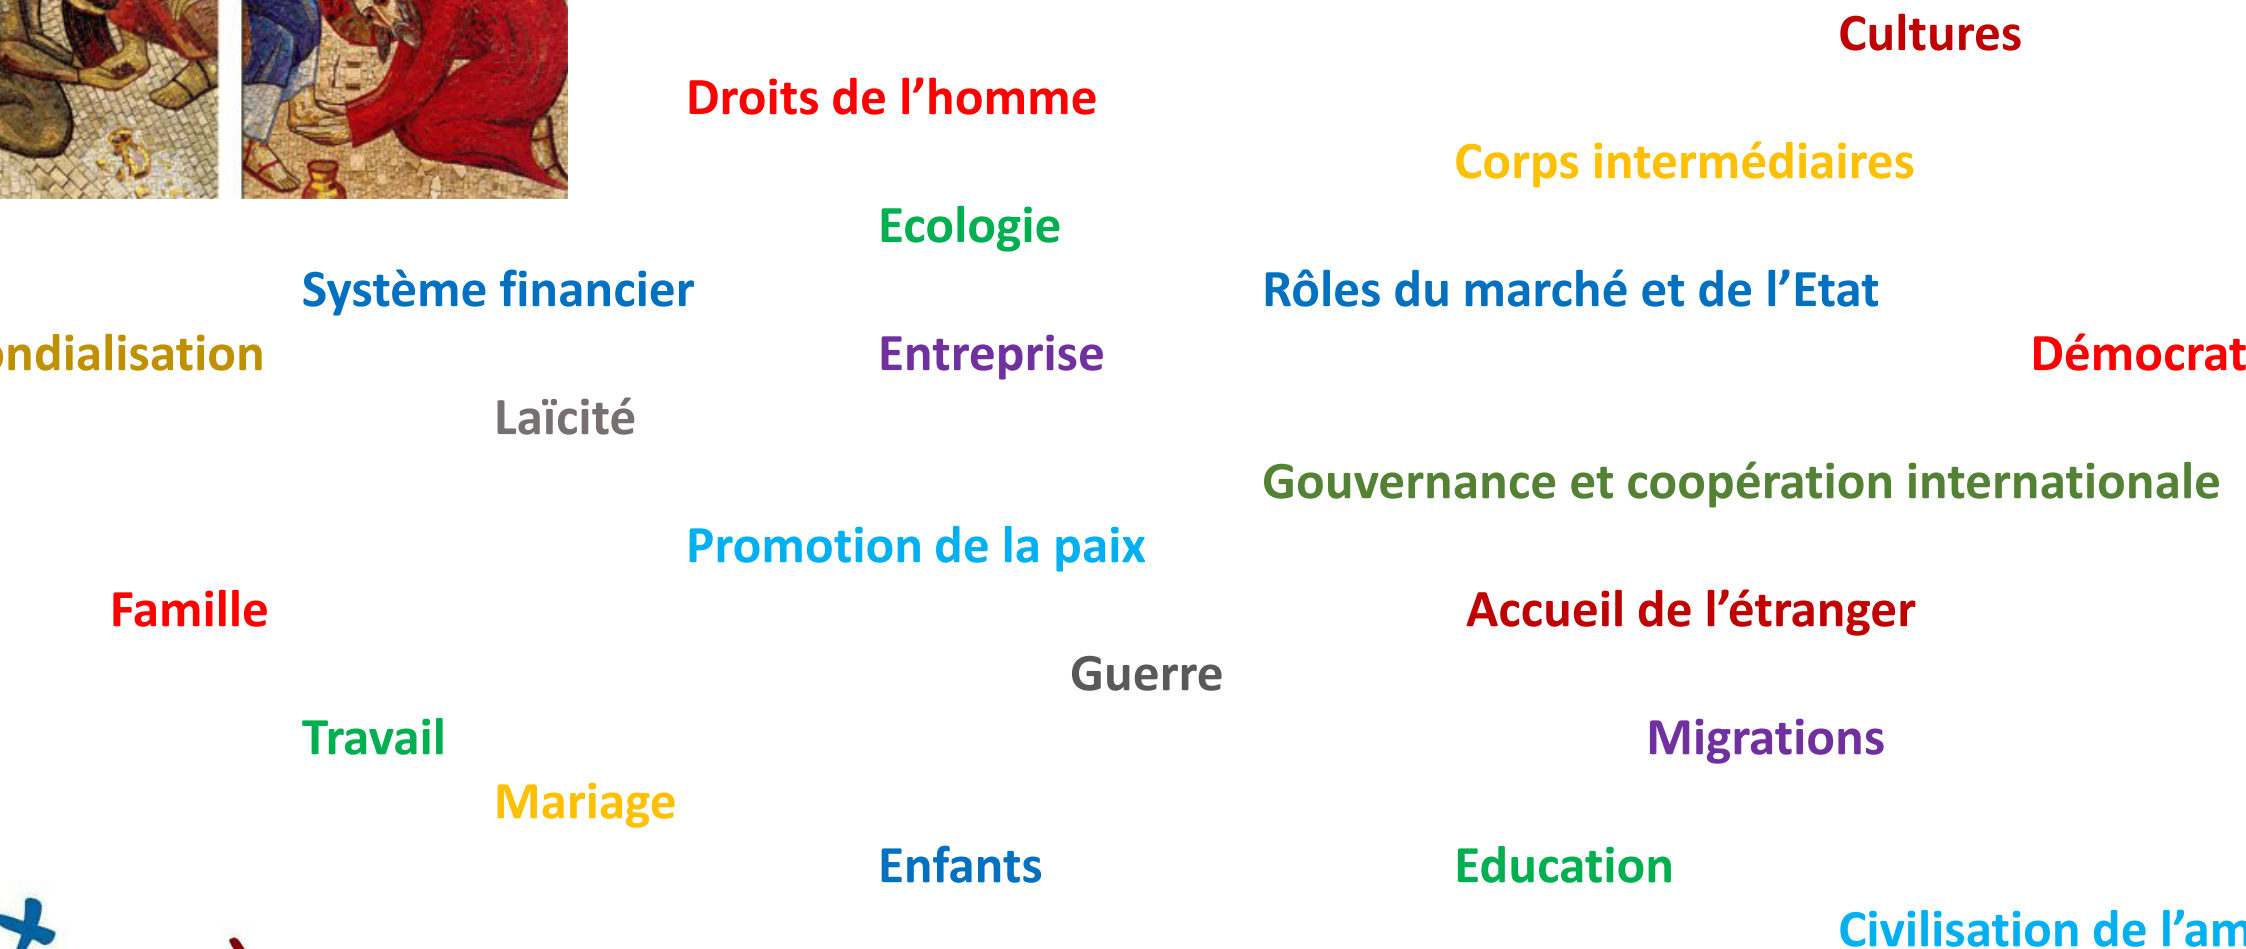 Cultures
Droits de l’homme
Corps intermédiaires
Ecologie
Système financier Rôles du marché et de l’Etat
ondialisation Entreprise Démocrat
Laïcité
Gouvernance et coopération internationale
Promotion de la paix
Famille Accueil de l’étranger
Guerre
Travail Migrations
Mariage
Enfants Education
Civilisation de l’am